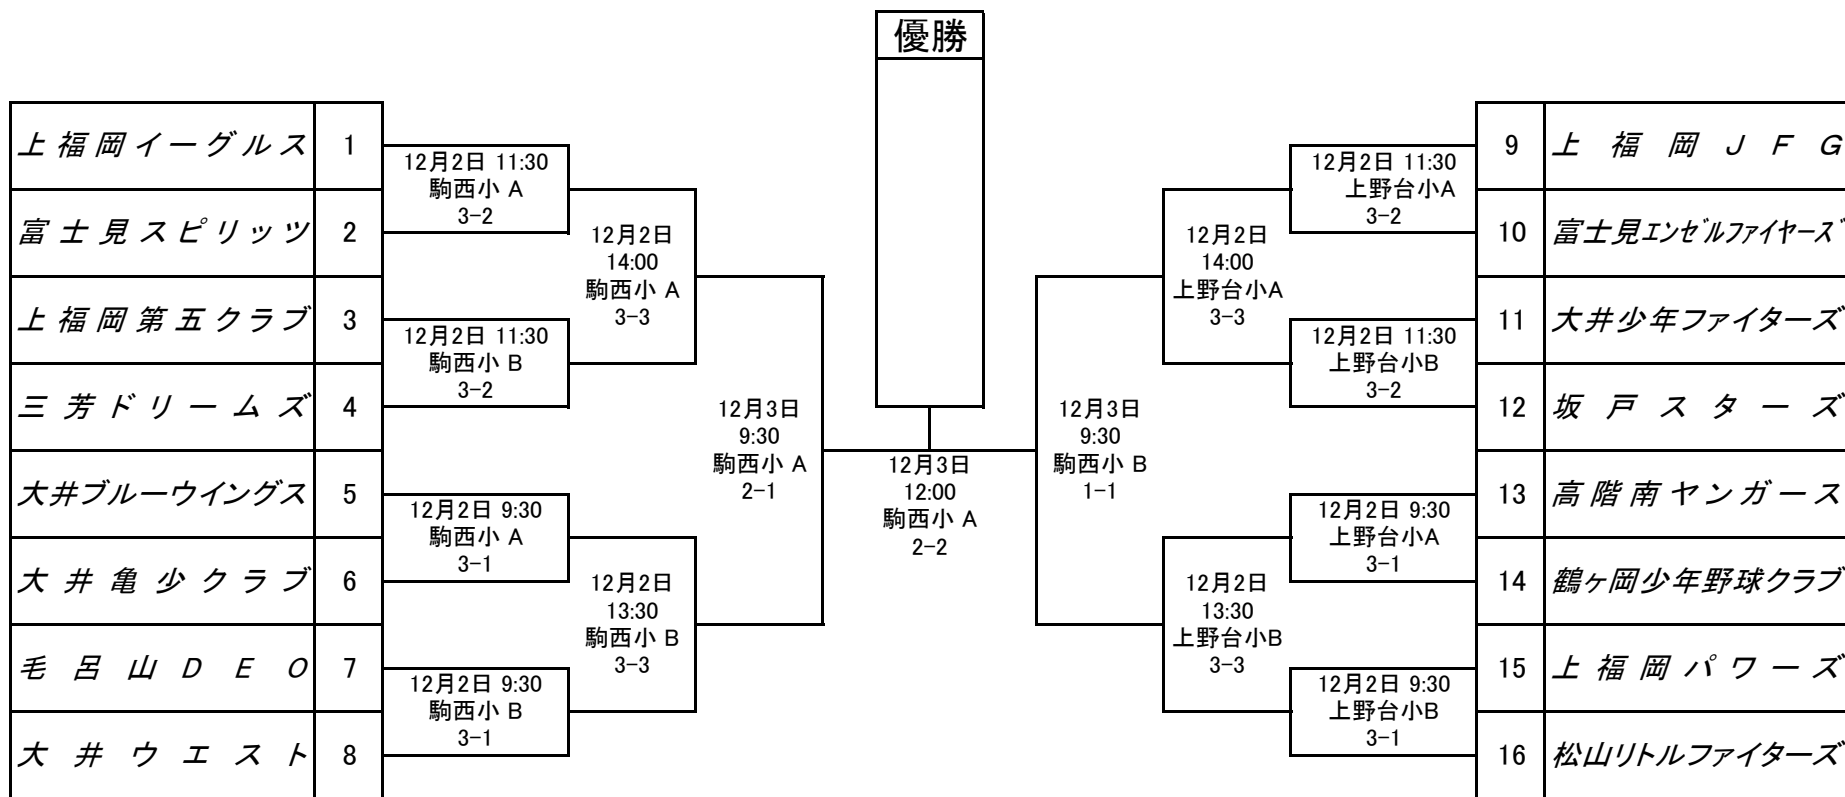 優勝
上福岡イーグルス 1
富士見スピリッツ 2
上福岡第五クラブ 3
三芳ドリームズ 4
大井ブルーウイングス 5
大井亀少クラブ 6
毛呂山DEO 7
大井ウエスト 8
12月2日 11:30
駒西小 A
3-2
12月2日 11:30
駒西小 B
3-2
12月2日 9:30
駒西小 A
3-1
12月2日 9:30
駒西小 B
3-1
12月2日
14:00
駒西小 A
3-3
12月2日
13:30
駒西小 B
3-3
12月3日
9:30
駒西小 A
2-1
12月3日
12:00
駒西小 A
2-2
12月3日
9:30
駒西小 B
1-1
12月2日
14:00
上野台小A
3-3
12月2日
13:30
上野台小B
3-3
12月2日 11:30
上野台小A
3-2
12月2日 11:30
上野台小B
3-2
12月2日 9:30
上野台小A
3-1
12月2日 9:30
上野台小B
3-1
9 上福岡JFG
10 富士見エンゼルファイヤーズ
11 大井少年ファイターズ
12 坂戸スターズ
13 高階南ヤンガース
14 鶴ヶ岡少年野球クラブ
15 上福岡パワーズ
16 松山リトルファイターズ